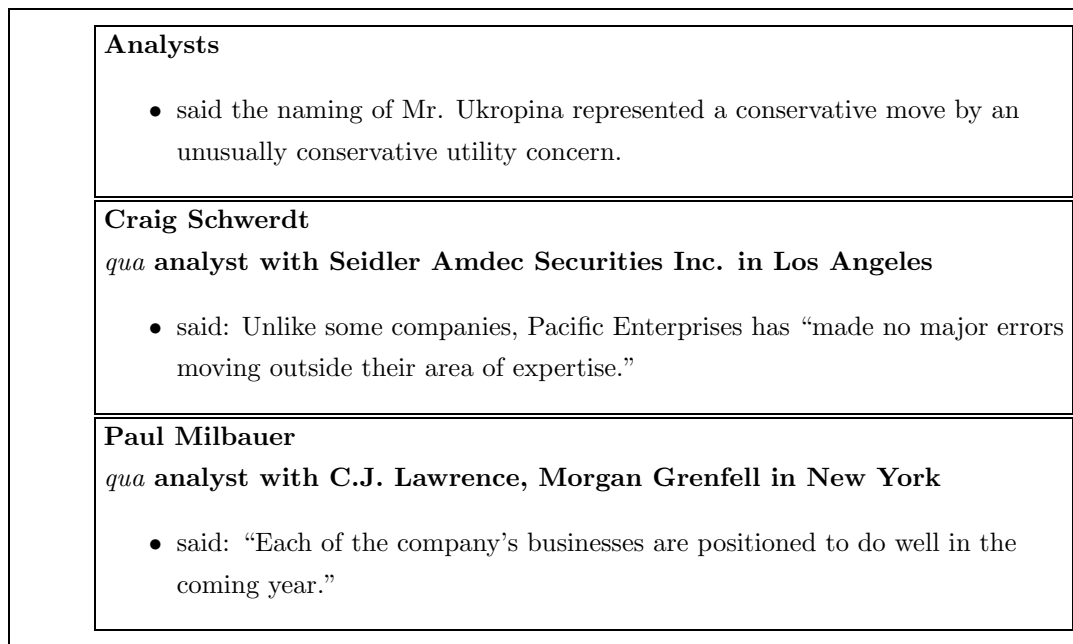 Analysts
• said the naming of Mr. Ukropina represented a conservative move by an
unusually conservative utility concern.
Craig Schwerdt
qua analyst with Seidler Amdec Securities Inc. in Los Angeles
• said: Unlike some companies, Pacific Enterprises has “made no major errors
moving outside their area of expertise.”
Paul Milbauer
qua analyst with C.J. Lawrence, Morgan Grenfell in New York
• said: “Each of the company’s businesses are positioned to do well in the
coming year.”